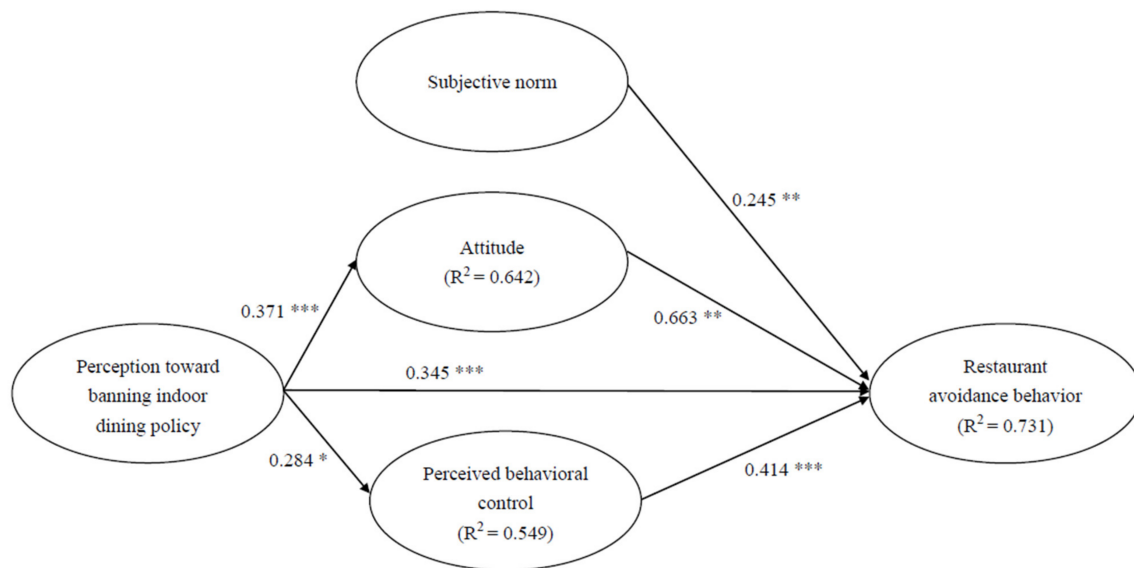 Subjective norm
0.245 **
Attitude
(R² = 0.642)
0.371 ***
0.663 **
Perception toward
banning indoor
dining policy
0.345 ***
Restaurant
avoidance behavior
(R² = 0.731)
0.284 *
Perceived behavioral
control
(R² = 0.549)
0.414 ***